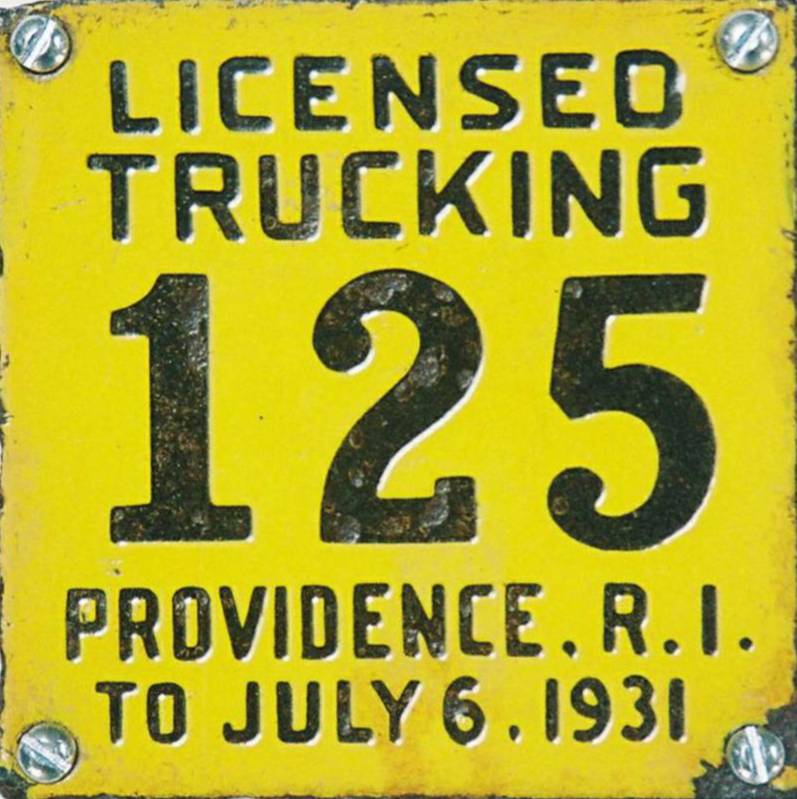 LICENSED
TRUCKING
125
PROVIDENCE, R.I.
TO JULY 6, 1931